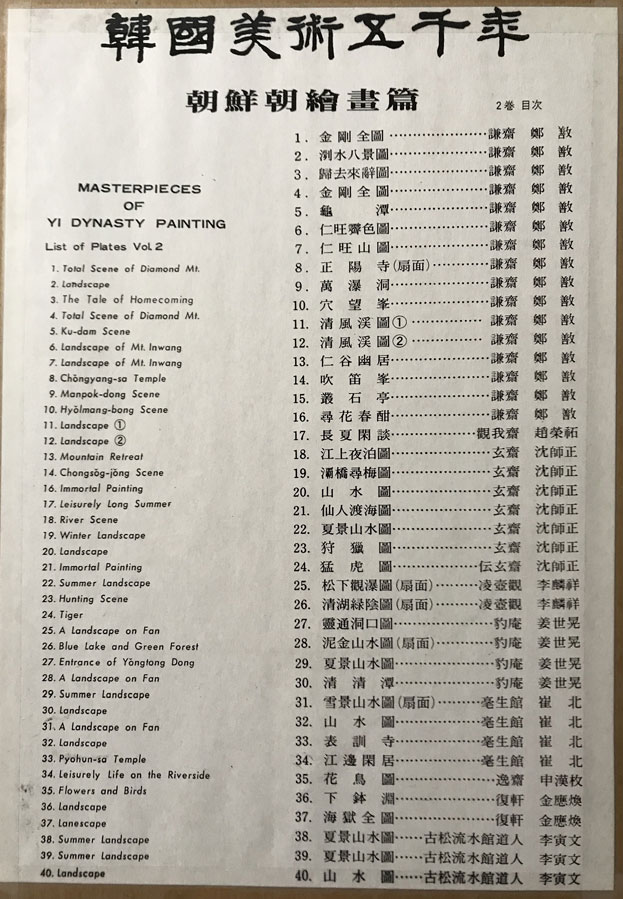 韓國美術五千年
朝鮮朝繪畫篇
2巻 目次
MASTERPIECES
OF
YI DYNASTY PAINTING
List of Plates Vol.2
1. Total Scene of Diamond Mt.
2. Landscape
3. The Tale of Homecoming
4. Total Scene of Diamond Mt.
5. Ku-dam Scene
6. Landscape of Mt. Inwang
7. Landscape of Mt. Inwang
8. Chŏngyang-sa Temple
9. Manpok-dong Scene
10. Hyŏlmang-bong Scene
11. Landscape ①
12. Landscape ②
13. Mountain Retreat
14. Chongsŏg-jŏng Scene
16. Immortal Painting
17. Leisurely Long Summer
18. River Scene
19. Winter Landscape
20. Landscape
21. Immortal Painting
22. Summer Landscape
23. Hunting Scene
24. Tiger
25. A Landscape on Fan
26. Blue Lake and Green Forest
27. Entrance of Yŏngtong Dong
28. A Landscape on Fan
29. Summer Landscape
30. Landscape
31. A Landscape on Fan
32. Landscape
33. Pyohun-sa Temple
34. Leisurely Life on the Riverside
35. Flowers and Birds
36. Landscape
37. Lanescape
38. Summer Landscape
39. Summer Landscape
40. Landscape
1. 金剛全圖……謙齋 鄭敾
2. 洌水八景圖……謙齋 鄭敾
3. 歸去來辭圖……謙齋 鄭敾
4. 金剛全圖……謙齋 鄭敾
5. 龜潭……謙齋 鄭敾
6. 仁旺霽色圖……謙齋 鄭敾
7. 仁旺山圖……謙齋 鄭敾
8. 正陽寺(扇面)……謙齋 鄭敾
9. 萬瀑洞……謙齋 鄭敾
10. 穴望峯……謙齋 鄭敾
11. 清風溪圖①……謙齋 鄭敾
12. 清風溪圖②……謙齋 鄭敾
13. 仁谷幽居……謙齋 鄭敾
14. 吹笛峯……謙齋 鄭敾
15. 叢石亭……謙齋 鄭敾
16. 尋花春酣……謙齋 鄭敾
17. 長夏閑談……觀我齋 趙榮祏
18. 江上夜泊圖……玄齋 沈師正
19. 灞橋尋梅圖……玄齋 沈師正
20. 山水圖……玄齋 沈師正
21. 仙人渡海圖……玄齋 沈師正
22. 夏景山水圖……玄齋 沈師正
23. 狩獵圖……玄齋 沈師正
24. 猛虎圖……伝玄齋 沈師正
25. 松下觀瀑圖(扇面)……凌壺觀 李麟祥
26. 清湖緑陰圖(扇面)……凌壺觀 李麟祥
27. 靈通洞口圖……豹庵 姜世晃
28. 泥金山水圖(扇面)……豹庵 姜世晃
29. 夏景山水圖……豹庵 姜世晃
30. 清清潭……豹庵 姜世晃
31. 雪景山水圖(扇面)……毫生館 崔北
32. 山水圖……毫生館 崔北
33. 表訓寺……毫生館 崔北
34. 江邊閑居……毫生館 崔北
35. 花鳥圖……逸齋 申漢枚
36. 下鉢淵……復軒 金應煥
37. 海獄全圖……復軒 金應煥
38. 夏景山水圖……古松流水館道人 李寅文
39. 夏景山水圖……古松流水館道人 李寅文
40. 山水圖……古松流水館道人 李寅文